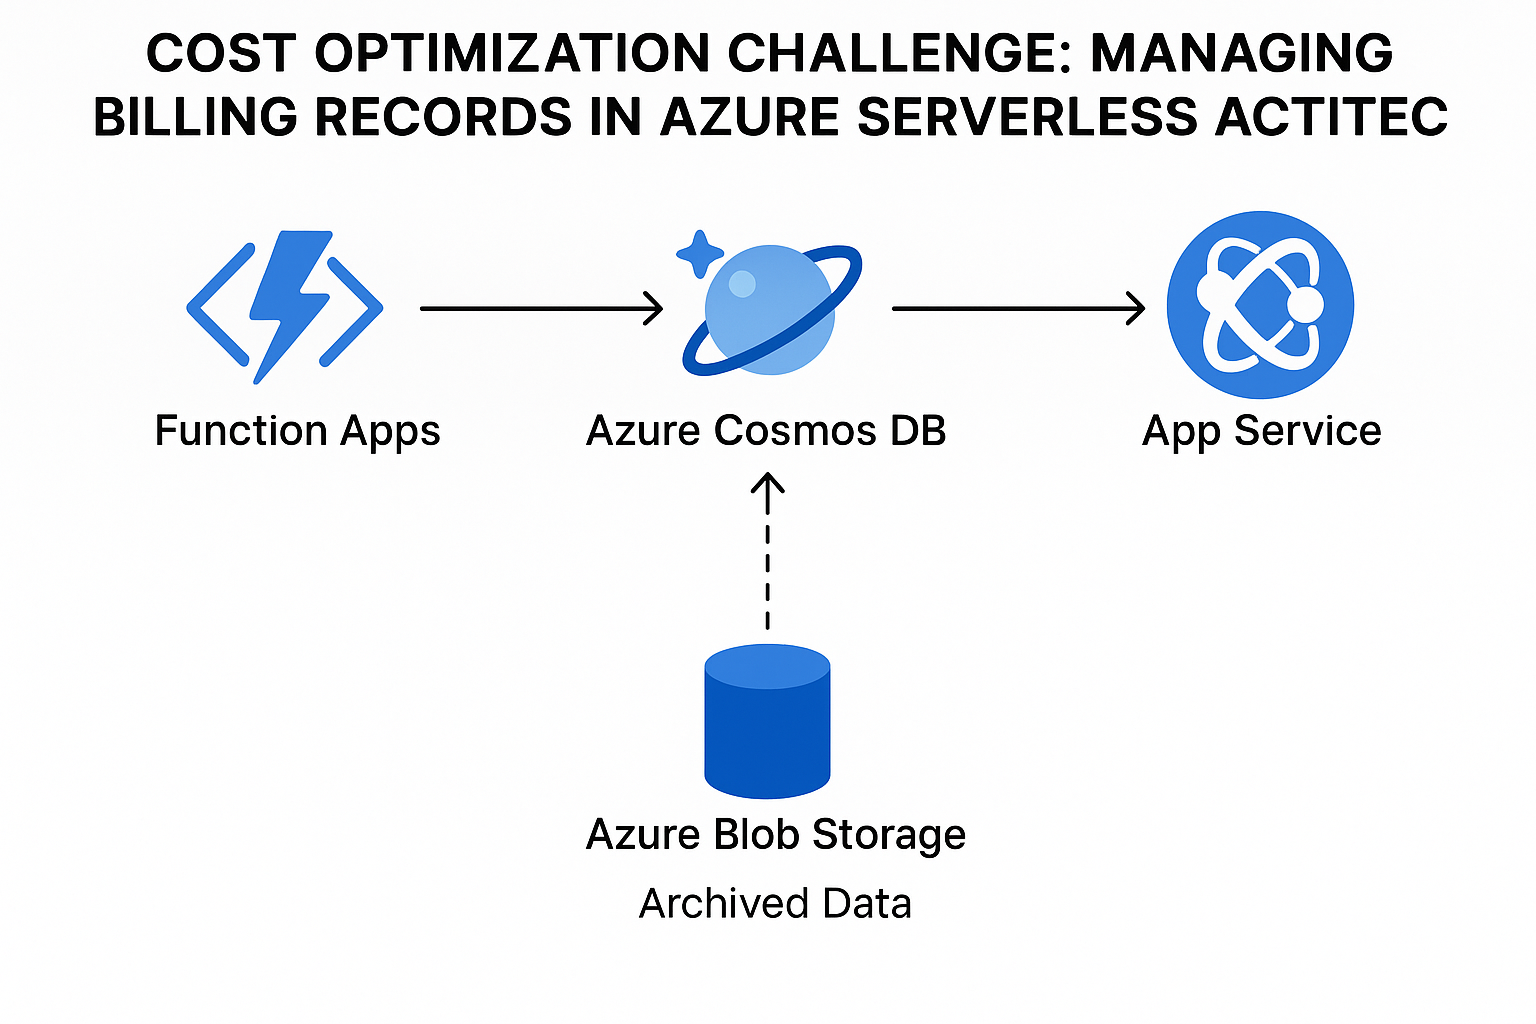 COST OPTIMIZATION CHALLENGE: MANAGING
BILLING RECORDS IN AZURE SERVERLESS ACTITEC
Function Apps
Azure Cosmos DB
App Service
Azure Blob Storage
Archived Data